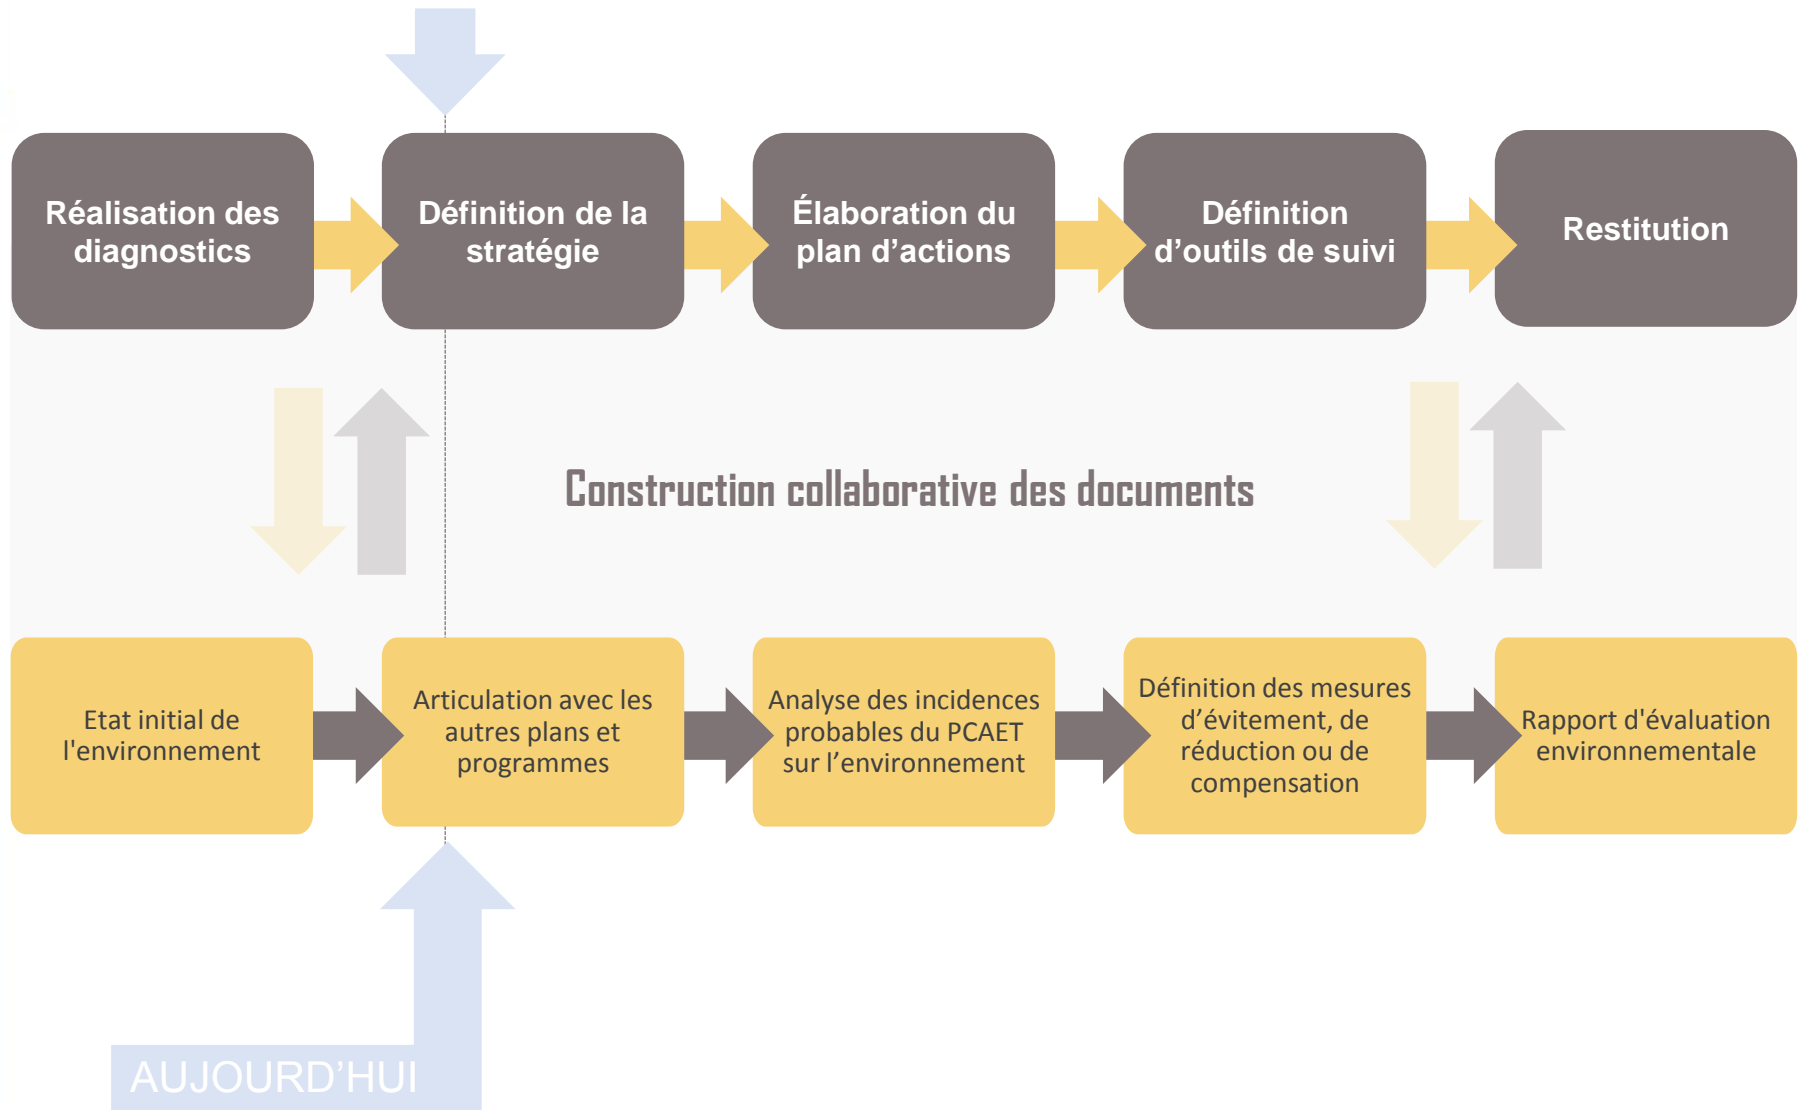 Réalisation des
diagnostics
Définition de la
stratégie
Élaboration du
plan d’actions
Définition
d’outils de suivi
Restitution
Construction collaborative des documents
Etat initial de
l'environnement
Articulation avec les
autres plans et
programmes
Analyse des incidences
probables du PCAET
sur l’environnement
Définition des mesures
d’évitement, de
réduction ou de
compensation
Rapport d'évaluation
environnementale
AUJOURD’HUI